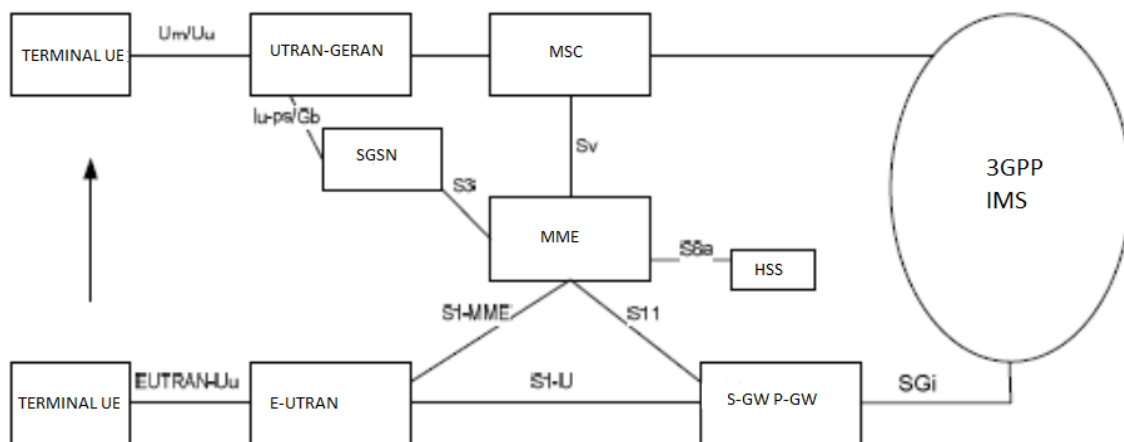 Um/Uu
TERMINAL UE
UTRAN-GERAN
MSC
Iu-ps/Gb
SGSN
Sv
S3i
3GPP
IMS
MME
S6a
HSS
S1-MME
S11
EUTRAN-Uu
S1-U
SGi
TERMINAL UE
E-UTRAN
S-GW P-GW